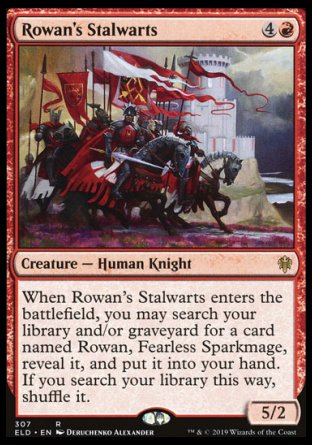 Rowan's Stalwarts 4
Creature — Human Knight
When Rowan's Stalwarts enters the
battlefield, you may search your
library and/or graveyard for a card
named Rowan, Fearless Sparkmage,
reveal it, and put it into your hand.
If you search your library this way,
shuffle it.
5/2
307 R
ELD • EN Deruchenko Alexander ™ & © 2019 Wizards of the Coast